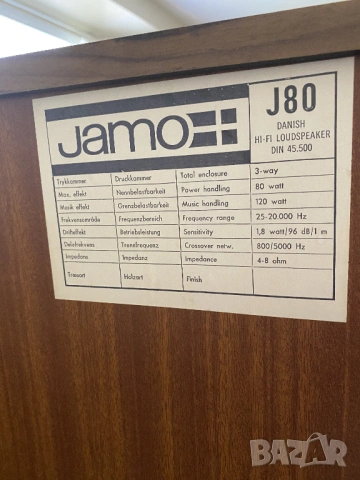 Jamo
J80
DANISH
HI-FI LOUDSPEAKER
DIN 45.500
Trykkammer Druckkammer Total enclosure 3-way
Max. effekt Nennbelastbarkeit Power handling 80 watt
Musik effekt Grenzbelastbarkeit Music handling 120 watt
Frekvensområde Frequenzbereich Frequency range 25-20.000 Hz
Driftseffekt Betriebsleistung Sensitivity 1,8 watt/96 dB/1 m
Delefrekvens Trennfrequenz Crossover netw. 800/5000 Hz
Impedans Impedanz Impedance 4-8 ohm
Træsort Holzart Finish
BAZAR